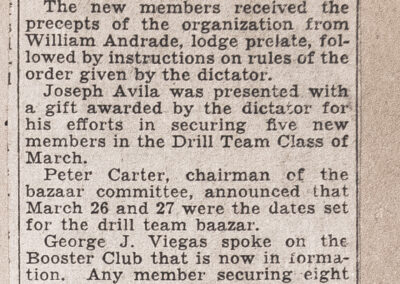 The new members received the
precepts of the organization from
William Andrade, lodge prelate, fol-
lowed by instructions on rules of the
order given by the dictator.
Joseph Avila was presented with
a gift awarded by the dictator for
his efforts in securing five new
members in the Drill Team Class of
March.
Peter Carter, chairman of the
bazaar committee, announced that
March 26 and 27 were the dates set
for the drill team baazar.
George J. Viegas spoke on the
Booster Club that is now in forma-
tion. Any member securing eight